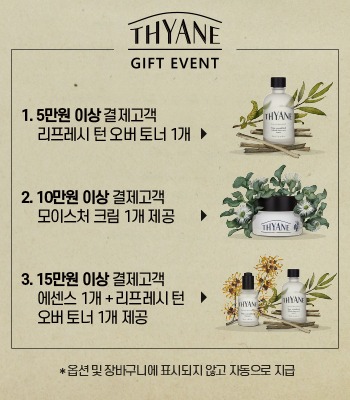 THYANE
GIFT EVENT
1. 5만원 이상 결제고객
리프레시 턴 오버 토너 1개
THYANE
2. 10만원 이상 결제고객
모이스처 크림 1개 제공
THYANE
3. 15만원 이상 결제고객
에센스 1개 + 리프레시 턴
오버 토너 1개 제공
THYANE
THYANE
*옵션 및 장바구니에 표시되지 않고 자동으로 지급